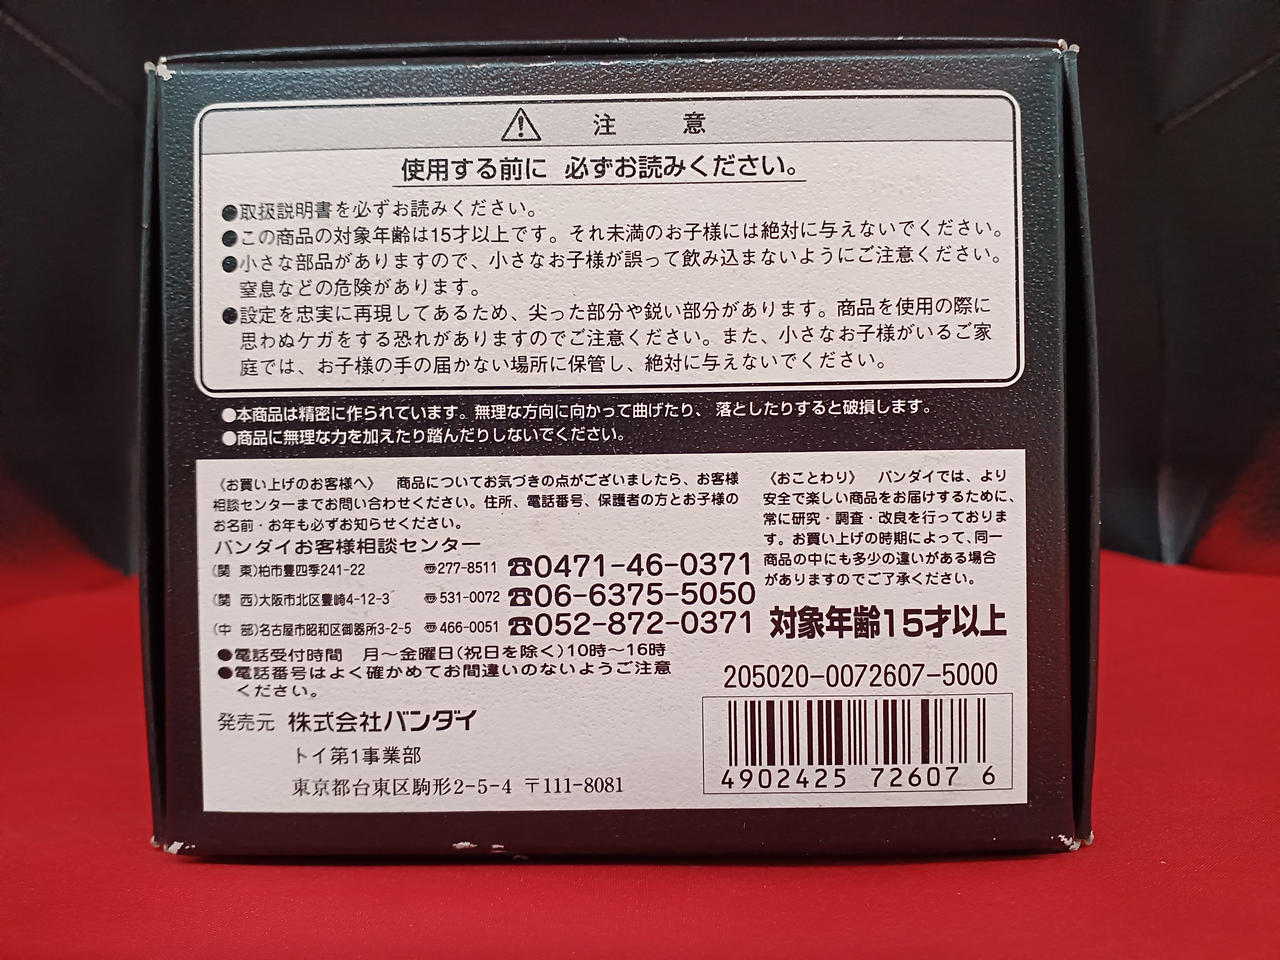 注 意
使用する前に 必ずお読みください。
●取扱説明書を必ずお読みください。
●この商品の対象年齢は15才以上です。それ未満のお子様には絶対に与えないでください。
●小さな部品がありますので、小さなお子様が誤って飲み込まないようにご注意ください。
窒息などの危険があります。
●設定を忠実に再現してあるため、尖った部分や鋭い部分があります。商品を使用の際に
思わぬケガをする恐れがありますのでご注意ください。また、小さなお子様がいるご家
庭では、お子様の手の届かない場所に保管し、絶対に与えないでください。
●本商品は精密に作られています。無理な方向に向かって曲げたり、落としたりすると破損します。
●商品に無理な力を加えたり踏んだりしないでください。
〈お買い上げのお客様へ〉 商品についてお気づきの点がございましたら、お客様
相談センターまでお問い合わせください。住所、電話番号、保護者の方とお子様の
お名前・お年も必ずお知らせください。
バンダイお客様相談センター
(関 東)柏市豊四季241-22 〠277-8511 ☎0471-46-0371
(関 西)大阪市北区豊崎4-12-3 〠531-0072 ☎06-6375-5050
(中 部)名古屋市昭和区御器所3-2-5 〠466-0051 ☎052-872-0371
●電話受付時間 月〜金曜日(祝日を除く)10時〜16時
●電話番号はよく確かめてお間違いのないようご注意
ください。
発売元 株式会社バンダイ
トイ第1事業部
東京都台東区駒形2-5-4 〒111-8081
〈おことわり〉 バンダイでは、より
安全で楽しい商品をお届けするために、
常に研究・調査・改良を行っておりま
す。お買い上げの時期によって、同一
商品の中にも多少の違いがある場合
がありますのでご了承ください。
対象年齢15才以上
205020-0072607-5000
4902425 72607 6